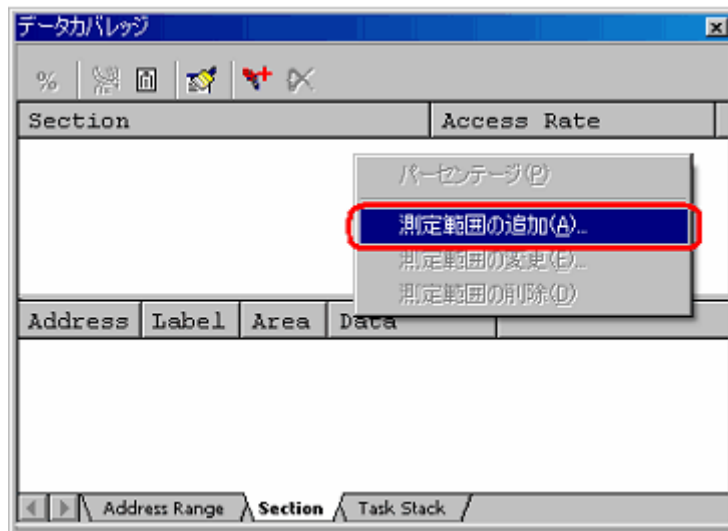 データカバレッジ
%
Section Access Rate
パーセンテージ(P)
測定範囲の追加(A)...
測定範囲の変更(E)...
測定範囲の削除(D)
Address Label Area Data
Address Range Section Task Stack